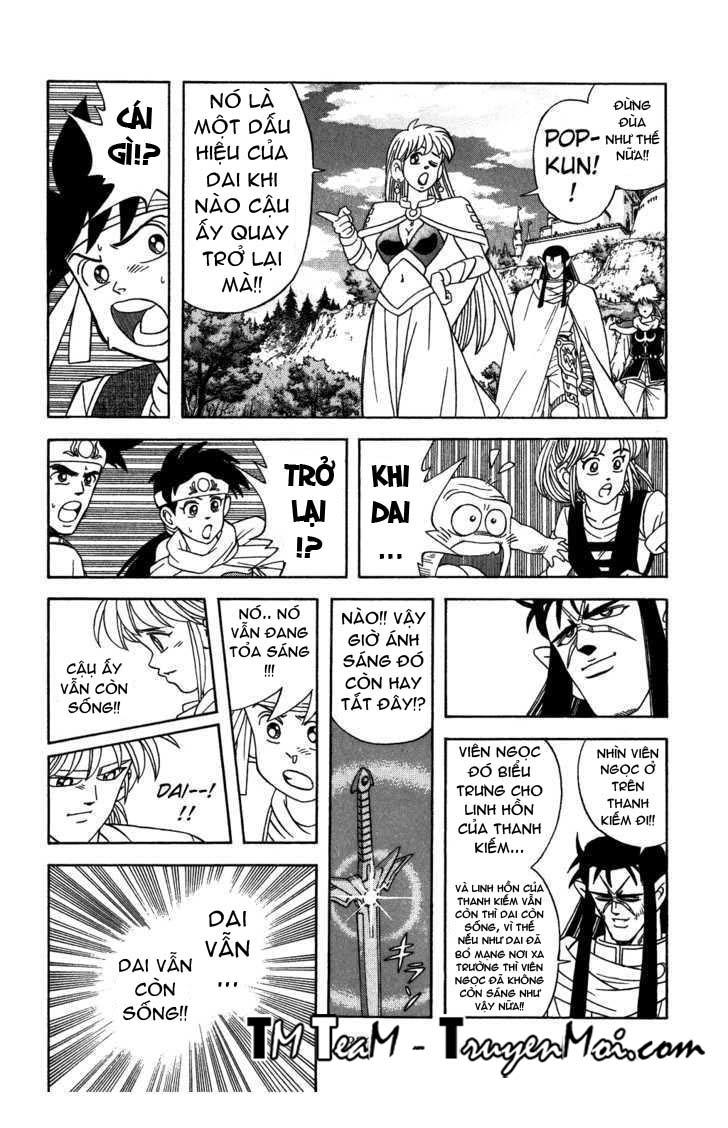 ĐỪNG
ĐÙA
NHƯ THẾ
NỮA!!
POP-
KUN!
!
NÓ LÀ
MỘT DẤU
HIỆU CỦA
DAI KHI
NÀO CẬU
ẤY QUAY
TRỞ LẠI
MÀ!!
CÁI
GÌ!?
KHI
DAI
...
TRỞ
LẠI
!?
NHÌN VIÊN
NGỌC Ở
TRÊN
THANH
KIẾM ĐI!!
VIÊN NGỌC
ĐÓ BIỂU
TRƯNG CHO
LINH HỒN
CỦA THANH
KIẾM...
VÀ LINH HỒN CỦA
THANH KIẾM VẪN
CÒN THÌ DAI CÒN
SỐNG, VÌ THẾ
NẾU NHƯ DAI ĐÃ
BỎ MẠNG NƠI XA
TRƯỜNG THÌ VIÊN
NGỌC ĐÃ KHÔNG
CÒN SÁNG NHƯ
VẬY NỮA!!
NÀO!! VẬY
GIỜ ÁNH
SÁNG ĐÓ
CÒN HAY
TẮT ĐÂY!?
キラッ
NÓ.. NÓ
VẪN ĐANG
TỎA SÁNG
!!!
CẬU ẤY
VẪN CÒN
SỐNG!!
DAI--!
!!
DAI
VẪN
...
DAI VẪN
CÒN
SỐNG!!
TM TEAM - TRUYENMOI.COM